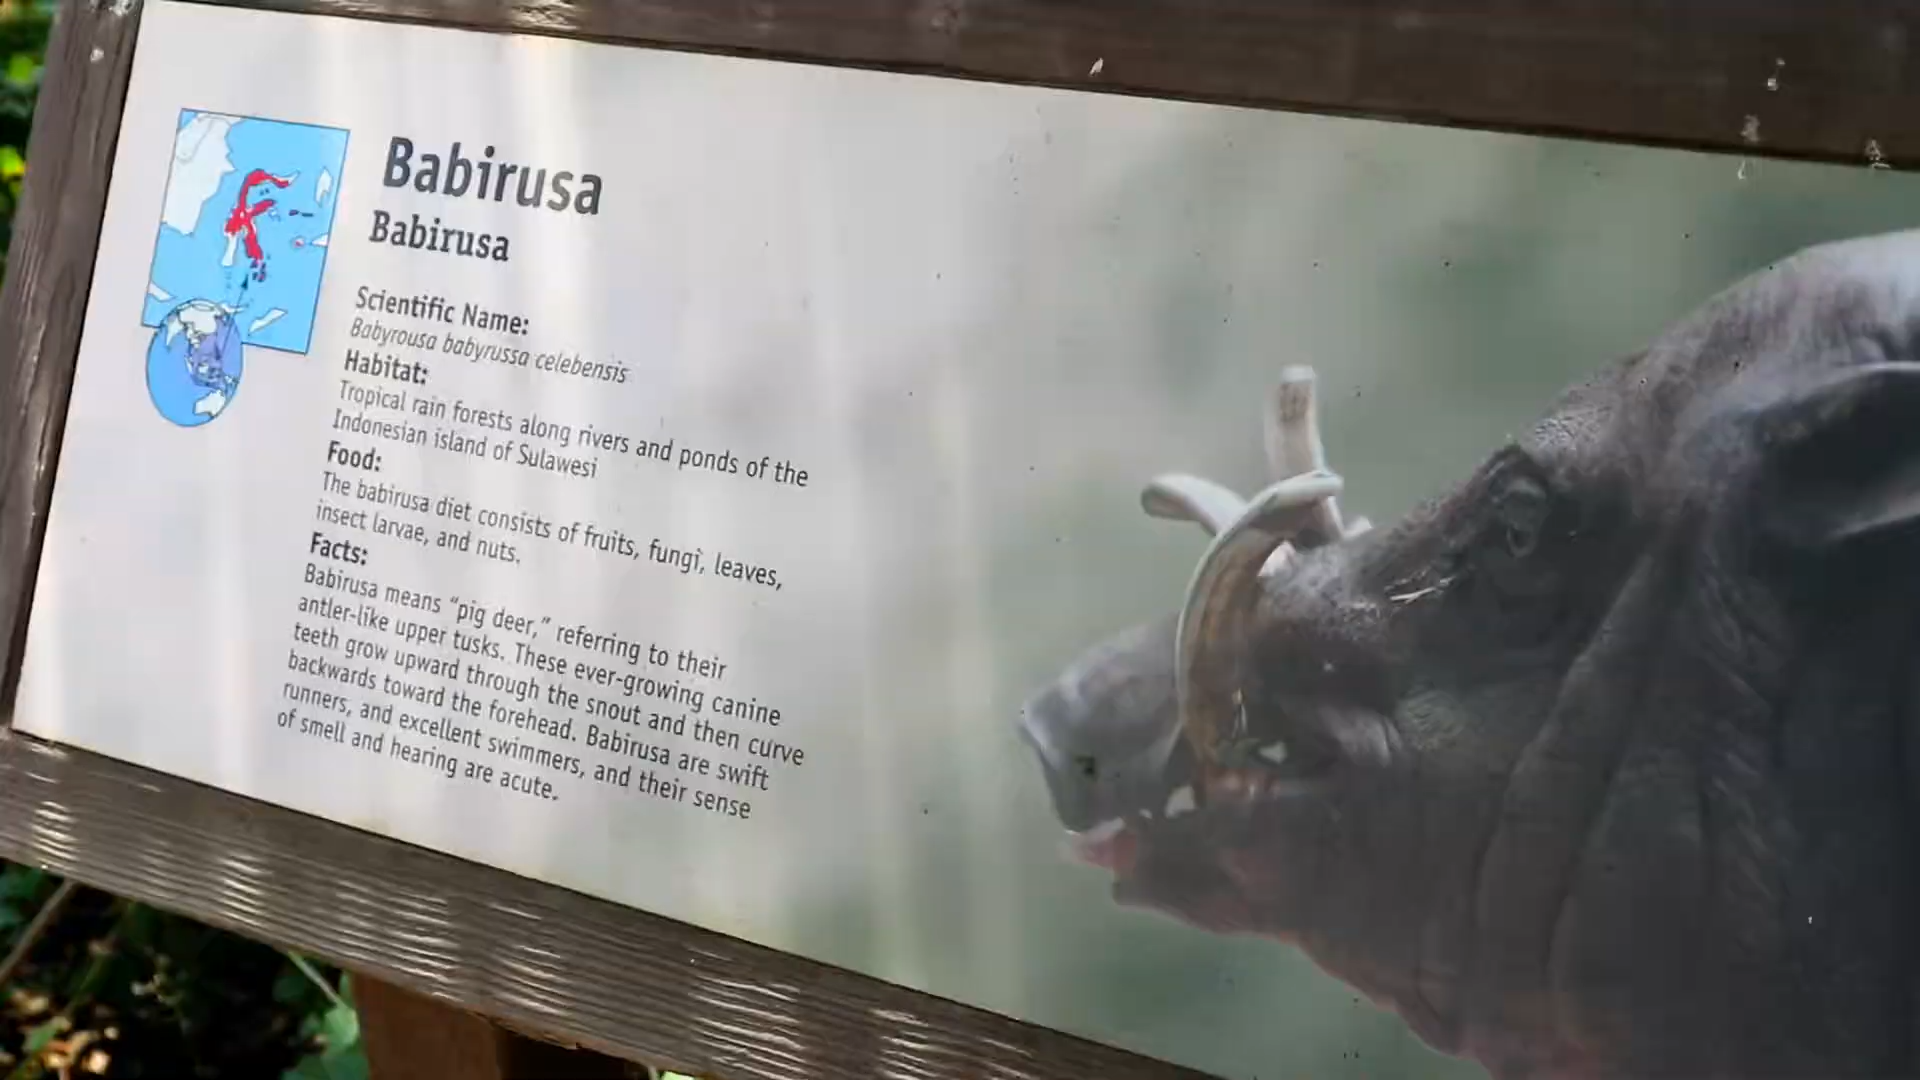 Babirusa
Babirusa
Scientific Name:
Babyrousa babyrussa celebensis
Habitat:
Tropical rain forests along rivers and ponds of the
Indonesian island of Sulawesi
Food:
The babirusa diet consists of fruits, fungi, leaves,
insect larvae, and nuts.
Facts:
Babirusa means “pig deer,” referring to their
antler-like upper tusks. These ever-growing canine
teeth grow upward through the snout and then curve
backwards toward the forehead. Babirusa are swift
runners, and excellent swimmers, and their sense
of smell and hearing are acute.